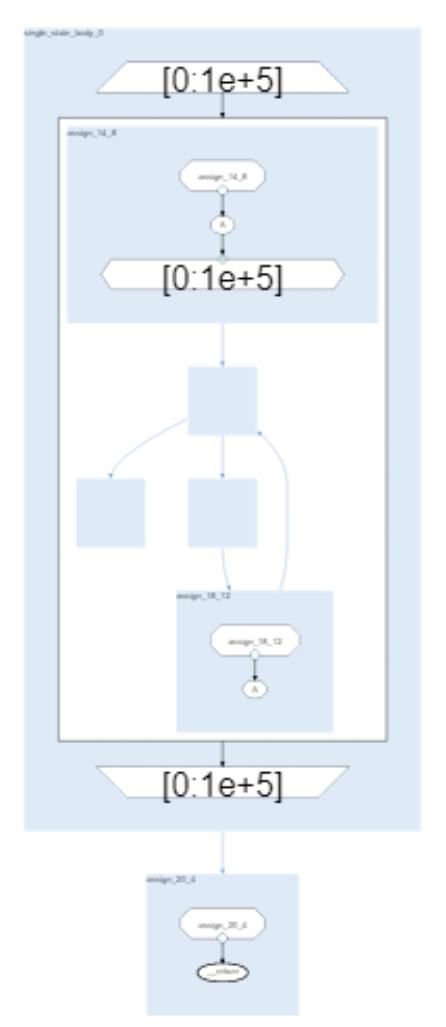 single_state_body_0
[0:1e+5]
assign_14_8
assign_14_8
A
[0:1e+5]
assign_18_12
assign_18_12
A
[0:1e+5]
assign_20_4
assign_20_4
__return